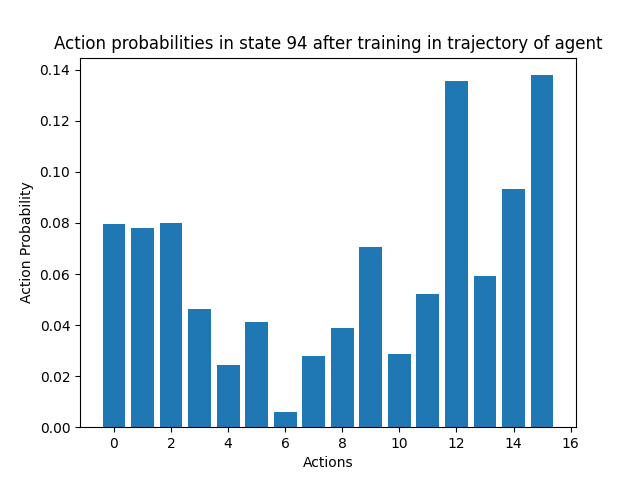 Action probabilities in state 94 after training in trajectory of agent
0.14
0.12
0.10
0.08
0.06
0.04
0.02
0.00
Action Probability
0 2 4 6 8 10 12 14 16
Actions